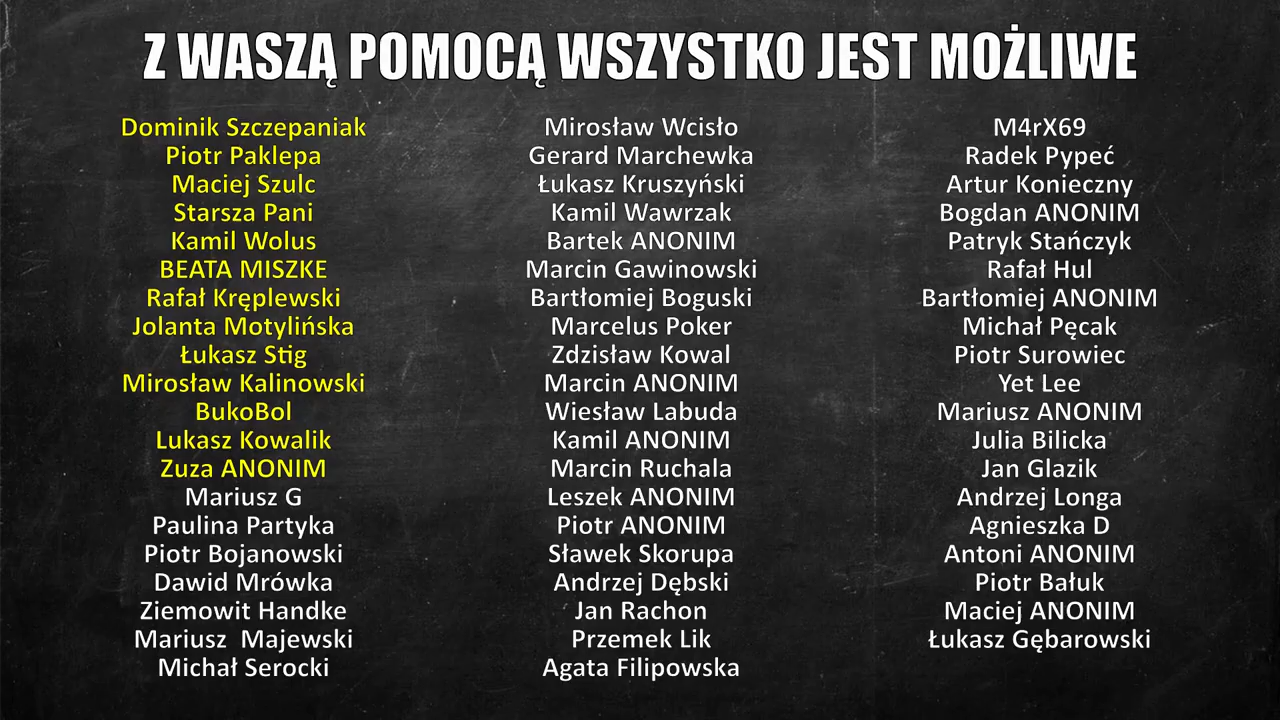 Z WASZĄ POMOCĄ WSZYSTKO JEST MOŻLIWE
Dominik Szczepaniak
Piotr Paklepa
Maciej Szulc
Starsza Pani
Kamil Wolus
BEATA MISZKE
Rafał Kręplewski
Jolanta Motylińska
Łukasz Stig
Mirosław Kalinowski
BukoBol
Lukasz Kowalik
Zuza ANONIM
Mariusz G
Paulina Partyka
Piotr Bojanowski
Dawid Mrówka
Ziemowit Handke
Mariusz  Majewski
Michał Serocki
Mirosław Wcisło
Gerard Marchewka
Łukasz Kruszyński
Kamil Wawrzak
Bartek ANONIM
Marcin Gawinowski
Bartłomiej Boguski
Marcelus Poker
Zdzisław Kowal
Marcin ANONIM
Wiesław Labuda
Kamil ANONIM
Marcin Ruchala
Leszek ANONIM
Piotr ANONIM
Sławek Skorupa
Andrzej Dębski
Jan Rachon
Przemek Lik
Agata Filipowska
M4rX69
Radek Pypeć
Artur Konieczny
Bogdan ANONIM
Patryk Stańczyk
Rafał Hul
Bartłomiej ANONIM
Michał Pęcak
Piotr Surowiec
Yet Lee
Mariusz ANONIM
Julia Bilicka
Jan Glazik
Andrzej Longa
Agnieszka D
Antoni ANONIM
Piotr Bałuk
Maciej ANONIM
Łukasz Gębarowski